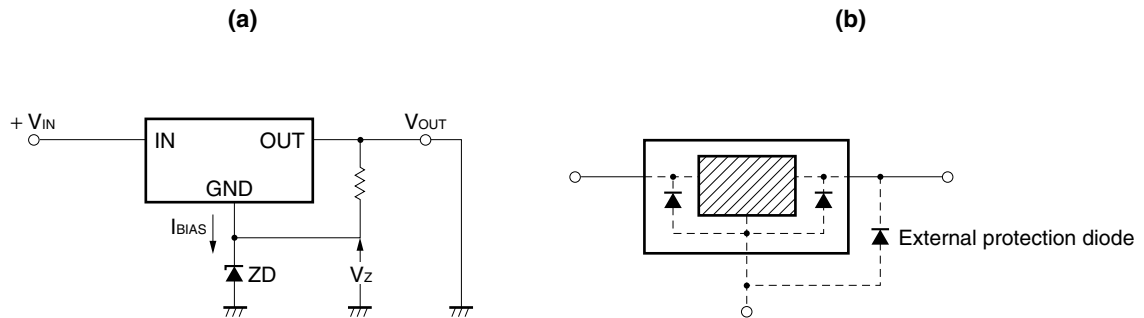 (a)
(b)
+ VIN
IN
OUT
VOUT
GND
IBIAS
ZD
VZ
External protection diode